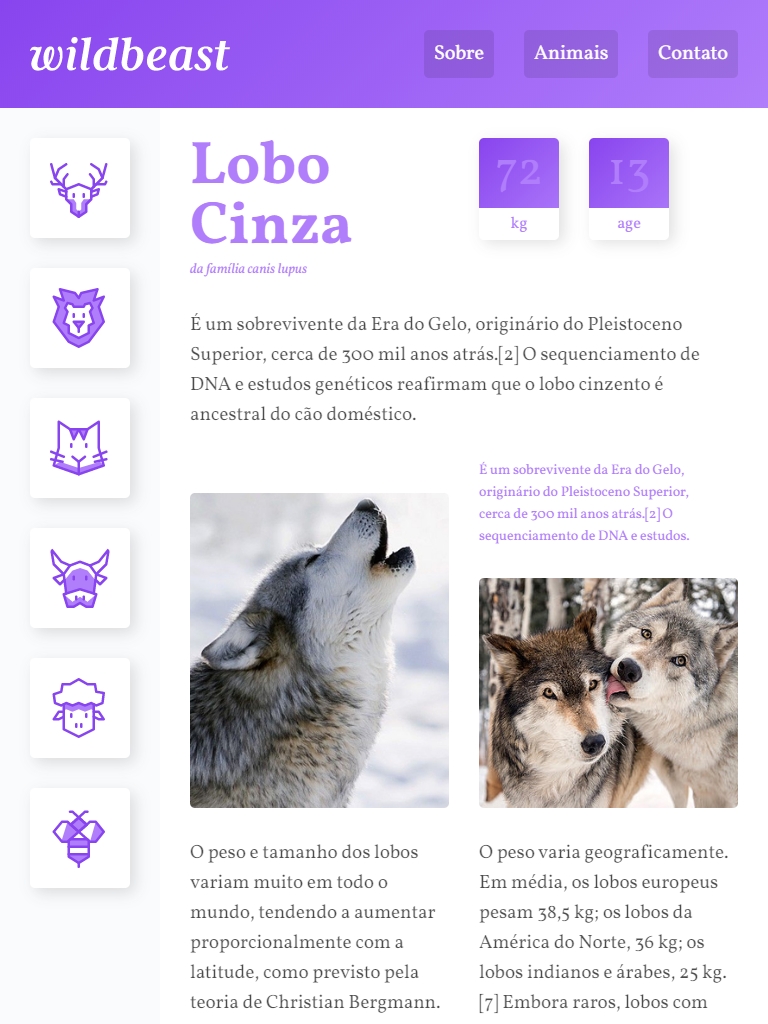 wildbeast
Sobre
Animais
Contato
Lobo
Cinza
da família canis lupus
72
kg
13
age
É um sobrevivente da Era do Gelo, originário do Pleistoceno
Superior, cerca de 300 mil anos atrás.[2] O sequenciamento de
DNA e estudos genéticos reafirmam que o lobo cinzento é
ancestral do cão doméstico.
É um sobrevivente da Era do Gelo,
originário do Pleistoceno Superior,
cerca de 300 mil anos atrás.[2] O
sequenciamento de DNA e estudos.
O peso e tamanho dos lobos
variam muito em todo o
mundo, tendendo a aumentar
proporcionalmente com a
latitude, como previsto pela
teoria de Christian Bergmann.
O peso varia geograficamente.
Em média, os lobos europeus
pesam 38,5 kg; os lobos da
América do Norte, 36 kg; os
lobos indianos e árabes, 25 kg.
[7] Embora raros, lobos com